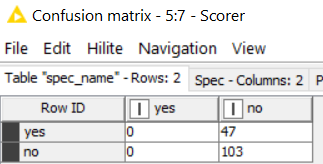 Confusion matrix - 5:7 - Scorer
File Edit Hilite Navigation View
Table "spec_name" - Rows: 2 Spec - Columns: 2 P
Row ID I yes I no
yes 0 47
no 0 103